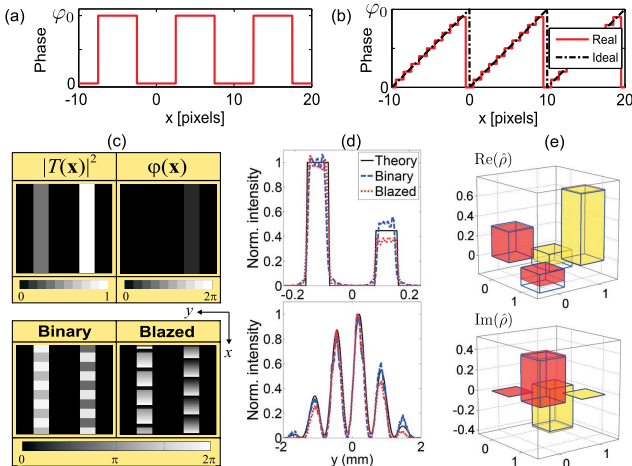 (a)
φ₀
Phase
0
-10
0
10
20
x [pixels]
(b)
φ₀
Phase
0
-10
0
10
20
x [pixels]
Real
Ideal
(c)
|T(x)|²
φ(x)
0
1
0
2π
y
x
Binary
Blazed
0
π
2π
(d)
Norm. intensity
1
0.8
0.6
0.4
0.2
0
-0.2
0
0.2
Theory
Binary
Blazed
Norm. intensity
1
0.8
0.6
0.4
0.2
0
-2
0
2
y (mm)
(e)
Re(ρ̂)
0.6
0.4
0.2
0
0
1
0
1
Im(ρ̂)
0.4
0.2
0
-0.2
-0.4
0
1
0
1